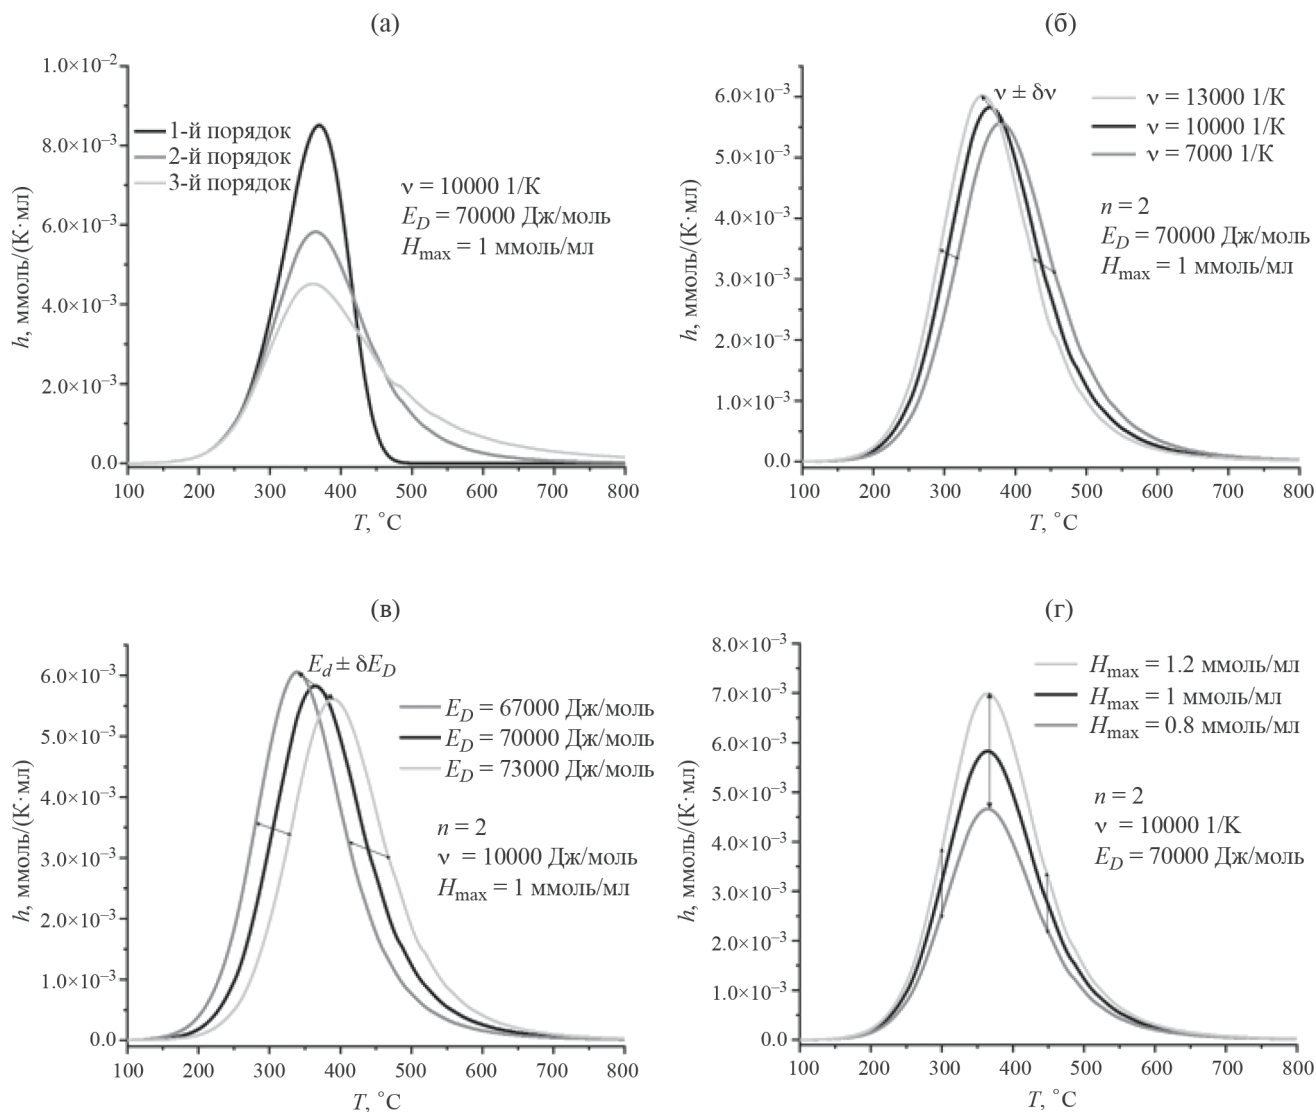 (а)
1.0×10⁻²
8.0×10⁻³
6.0×10⁻³
4.0×10⁻³
2.0×10⁻³
0.0
h, ммоль/(К·мл)
1-й порядок
2-й порядок
3-й порядок
ν = 10000 1/К
E_D = 70000 Дж/моль
H_max = 1 ммоль/мл
100 200 300 400 500 600 700 800
T, °C
(б)
6.0×10⁻³
5.0×10⁻³
4.0×10⁻³
3.0×10⁻³
2.0×10⁻³
1.0×10⁻³
0.0
h, ммоль/(К·мл)
ν ± δν
ν = 13000 1/К
ν = 10000 1/К
ν = 7000 1/К
n = 2
E_D = 70000 Дж/моль
H_max = 1 ммоль/мл
100 200 300 400 500 600 700 800
T, °C
(в)
6.0×10⁻³
5.0×10⁻³
4.0×10⁻³
3.0×10⁻³
2.0×10⁻³
1.0×10⁻³
0.0
h, ммоль/(К·мл)
E_d ± δE_D
E_D = 67000 Дж/моль
E_D = 70000 Дж/моль
E_D = 73000 Дж/моль
n = 2
ν = 10000 Дж/моль
H_max = 1 ммоль/мл
100 200 300 400 500 600 700 800
T, °C
(г)
8.0×10⁻³
7.0×10⁻³
6.0×10⁻³
5.0×10⁻³
4.0×10⁻³
3.0×10⁻³
2.0×10⁻³
1.0×10⁻³
0.0
h, ммоль/(К·мл)
H_max = 1.2 ммоль/мл
H_max = 1 ммоль/мл
H_max = 0.8 ммоль/мл
n = 2
ν = 10000 1/K
E_D = 70000 Дж/моль
100 200 300 400 500 600 700 800
T, °C